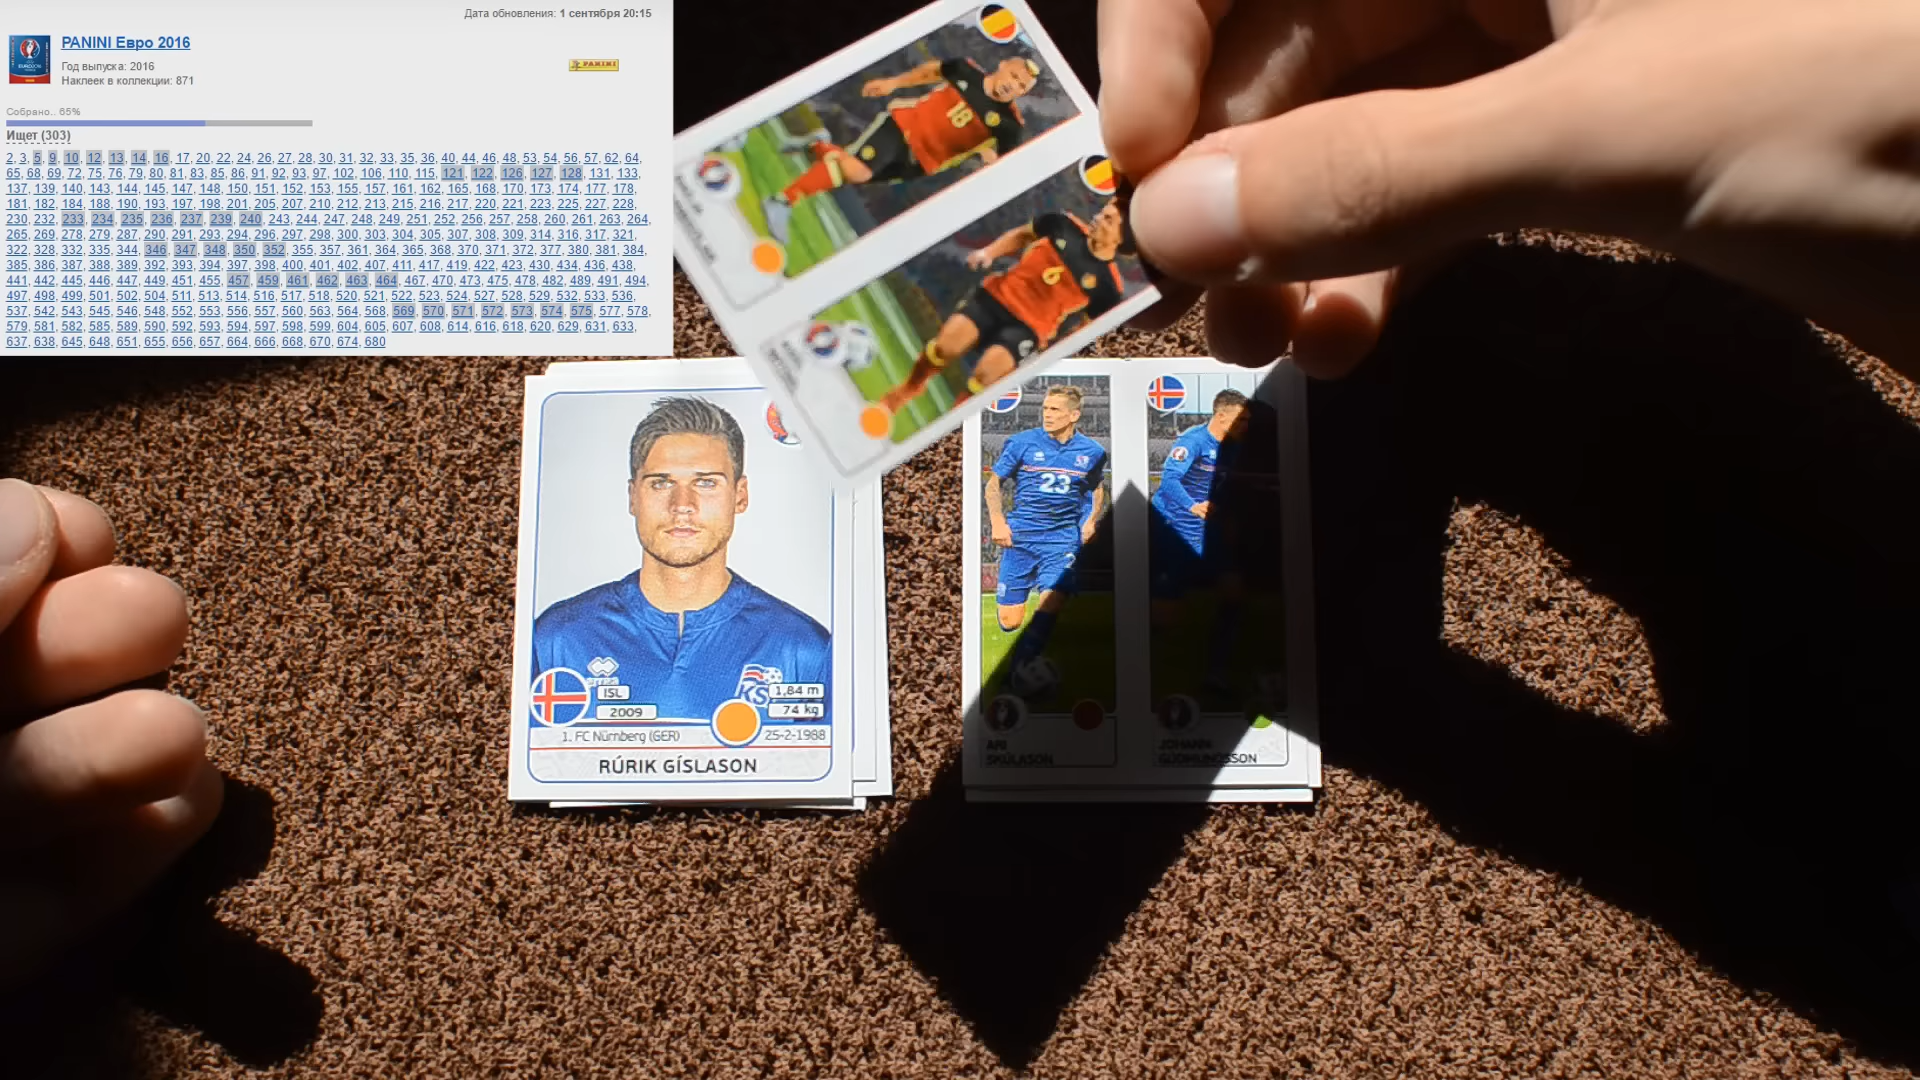 Дата обновления: 1 сентября 20:15
PANINI Евро 2016
Год выпуска: 2016
Наклеек в коллекции: 871
PANINI
Собрано.. 65%
Ищет (303)
2, 3, 5, 9, 10, 12, 13, 14, 16, 17, 20, 22, 24, 26, 27, 28, 30, 31, 32, 33, 35, 36, 40, 44, 46, 48, 53, 54, 56, 57, 62, 64,
65, 68, 69, 72, 75, 76, 79, 80, 81, 83, 85, 86, 91, 92, 93, 97, 102, 106, 110, 115, 121, 122, 126, 127, 128, 131, 133,
137, 139, 140, 143, 144, 145, 147, 148, 150, 151, 152, 153, 155, 157, 161, 162, 165, 168, 170, 173, 174, 177, 178,
181, 182, 184, 188, 190, 193, 197, 198, 201, 205, 207, 210, 212, 213, 215, 216, 217, 220, 221, 223, 225, 227, 228,
230, 232, 233, 234, 235, 236, 237, 239, 240, 243, 244, 247, 248, 249, 251, 252, 256, 257, 258, 260, 261, 263, 264,
265, 269, 278, 279, 287, 290, 291, 293, 294, 296, 297, 298, 300, 303, 304, 305, 307, 308, 309, 314, 316, 317, 321,
322, 328, 332, 335, 344, 346, 347, 348, 350, 352, 355, 357, 361, 364, 365, 368, 370, 371, 372, 377, 380, 381, 384,
385, 386, 387, 388, 389, 392, 393, 394, 397, 398, 400, 401, 402, 407, 411, 417, 419, 422, 423, 430, 434, 436, 438,
441, 442, 445, 446, 447, 449, 451, 455, 457, 459, 461, 462, 463, 464, 467, 470, 473, 475, 478, 482, 489, 491, 494,
497, 498, 499, 501, 502, 504, 511, 513, 514, 516, 517, 518, 520, 521, 522, 523, 524, 527, 528, 529, 532, 533, 536,
537, 542, 543, 545, 546, 548, 552, 553, 556, 557, 560, 563, 564, 568, 569, 570, 571, 572, 573, 574, 575, 577, 578,
579, 581, 582, 585, 589, 590, 592, 593, 594, 597, 598, 599, 604, 605, 607, 608, 614, 616, 618, 620, 629, 631, 633,
637, 638, 645, 648, 651, 655, 656, 657, 664, 666, 668, 670, 674, 680
18
6
23
2
errea
KS
ISL
1,84 m
2009
74 kg
1. FC Nürnberg (GER)
25-2-1988
RÚRIK GÍSLASON
ARI
SKÚLASON
JÓHANN
GUDMUNDSSON